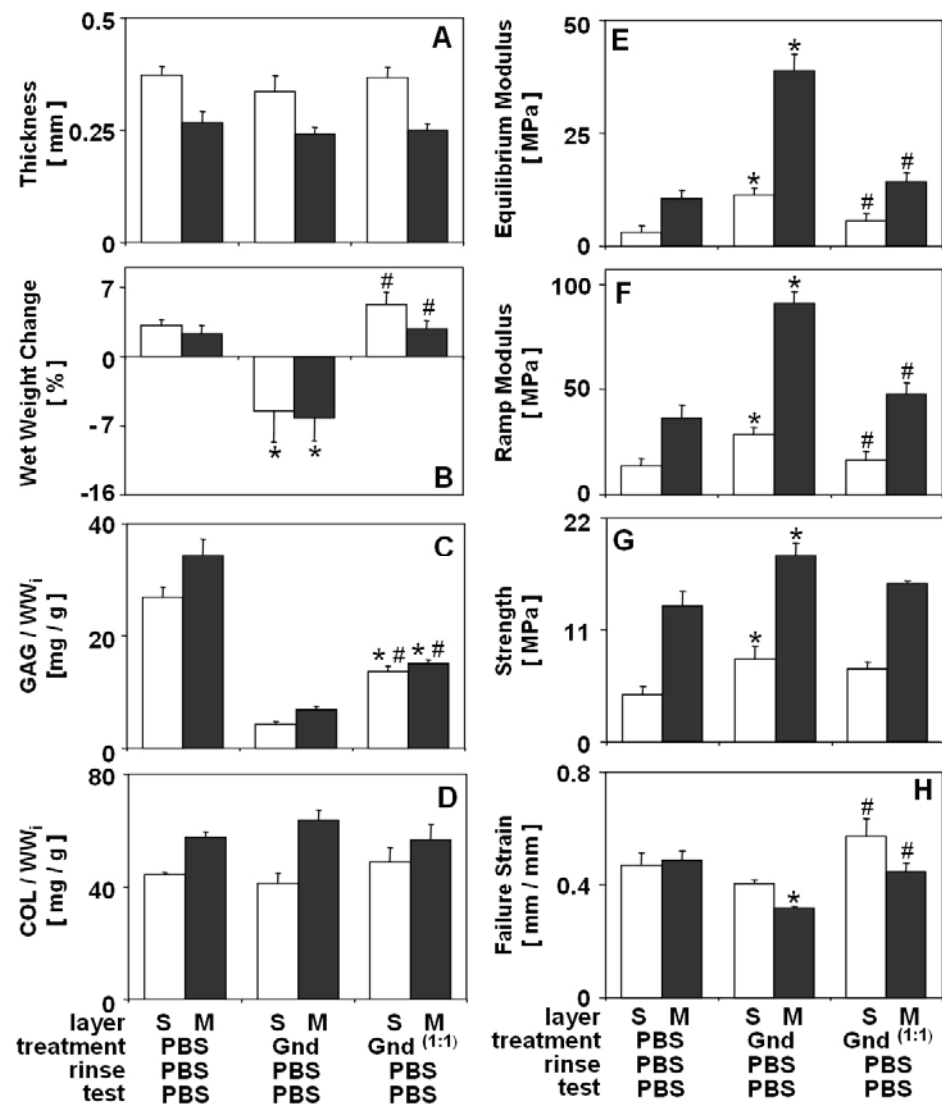 A
0.5
0.25
0
Thickness
[ mm ]
B
7
0
-7
-16
Wet Weight Change
[ % ]
# #
* *
C
40
20
0
GAG / WWi
[mg / g ]
* # * #
D
80
40
0
COL / WWi
[ mg / g ]
layer S M S M S M
treatment PBS Gnd Gnd (1:1)
rinse PBS PBS PBS
test PBS PBS PBS
E
50
25
0
Equilibrium Modulus
[ MPa ]
* *
# #
F
100
50
0
Ramp Modulus
[MPa ]
* *
# #
G
22
11
0
Strength
[ MPa ]
* *
H
0.8
0.4
0
Failure Strain
[ mm / mm ]
*
# #
layer S M S M S M
treatment PBS Gnd Gnd (1:1)
rinse PBS PBS PBS
test PBS PBS PBS